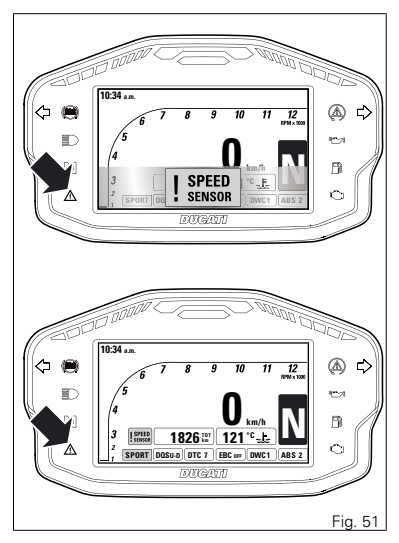 10:34 a.m.
6 7 8 9 10 11 12
RPM x 1000
5
4
0 km/h
N
3
! SPEED SENSOR
°C
2
SPORT DWC1 ABS 2
1
DUCATI
10:34 a.m.
6 7 8 9 10 11 12
RPM x 1000
5
4
0 km/h
N
3
! SPEED SENSOR
1826 TOT km
121 °C
2
SPORT DQSU-D DTC 7 EBC OFF DWC1 ABS 2
1
DUCATI
Fig. 51